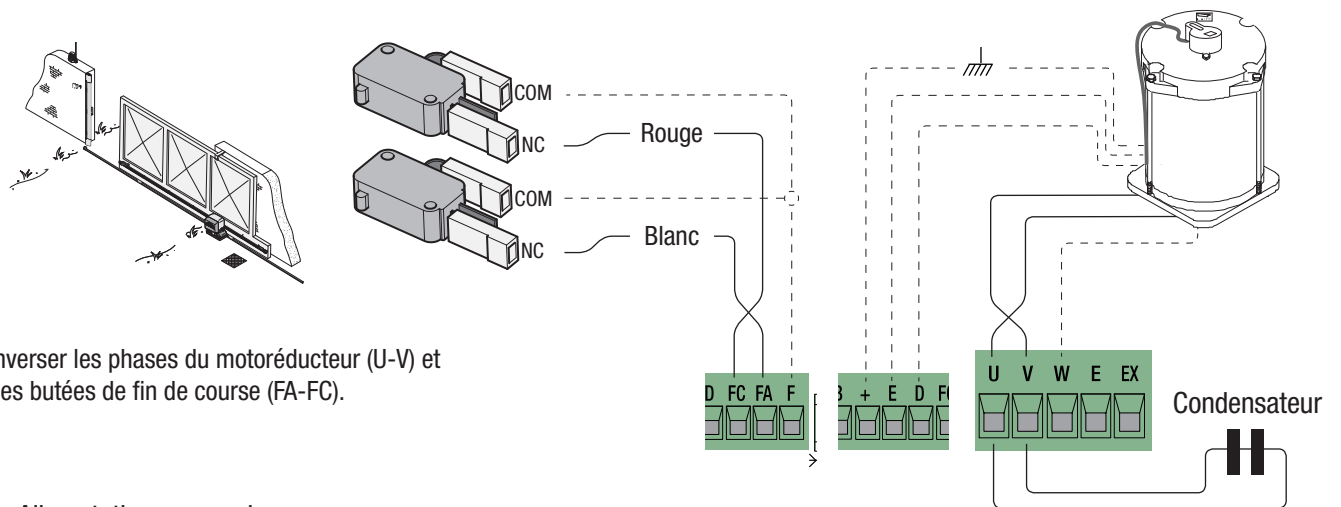 COM
NC
Rouge
COM
NC
Blanc
nverser les phases du motoréducteur (U-V) et
es butées de fin de course (FA-FC).
D FC FA F
+ E D
U V W E EX
Condensateur